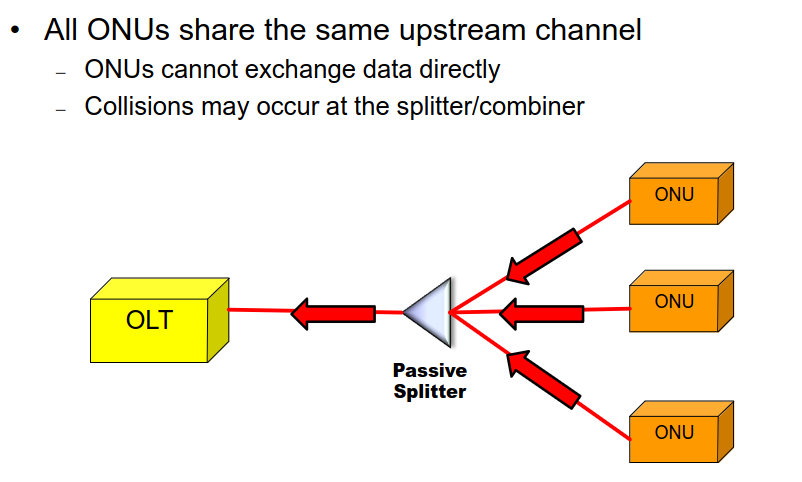 • All ONUs share the same upstream channel
– ONUs cannot exchange data directly
– Collisions may occur at the splitter/combiner
ONU
ONU
OLT
Passive
Splitter
ONU